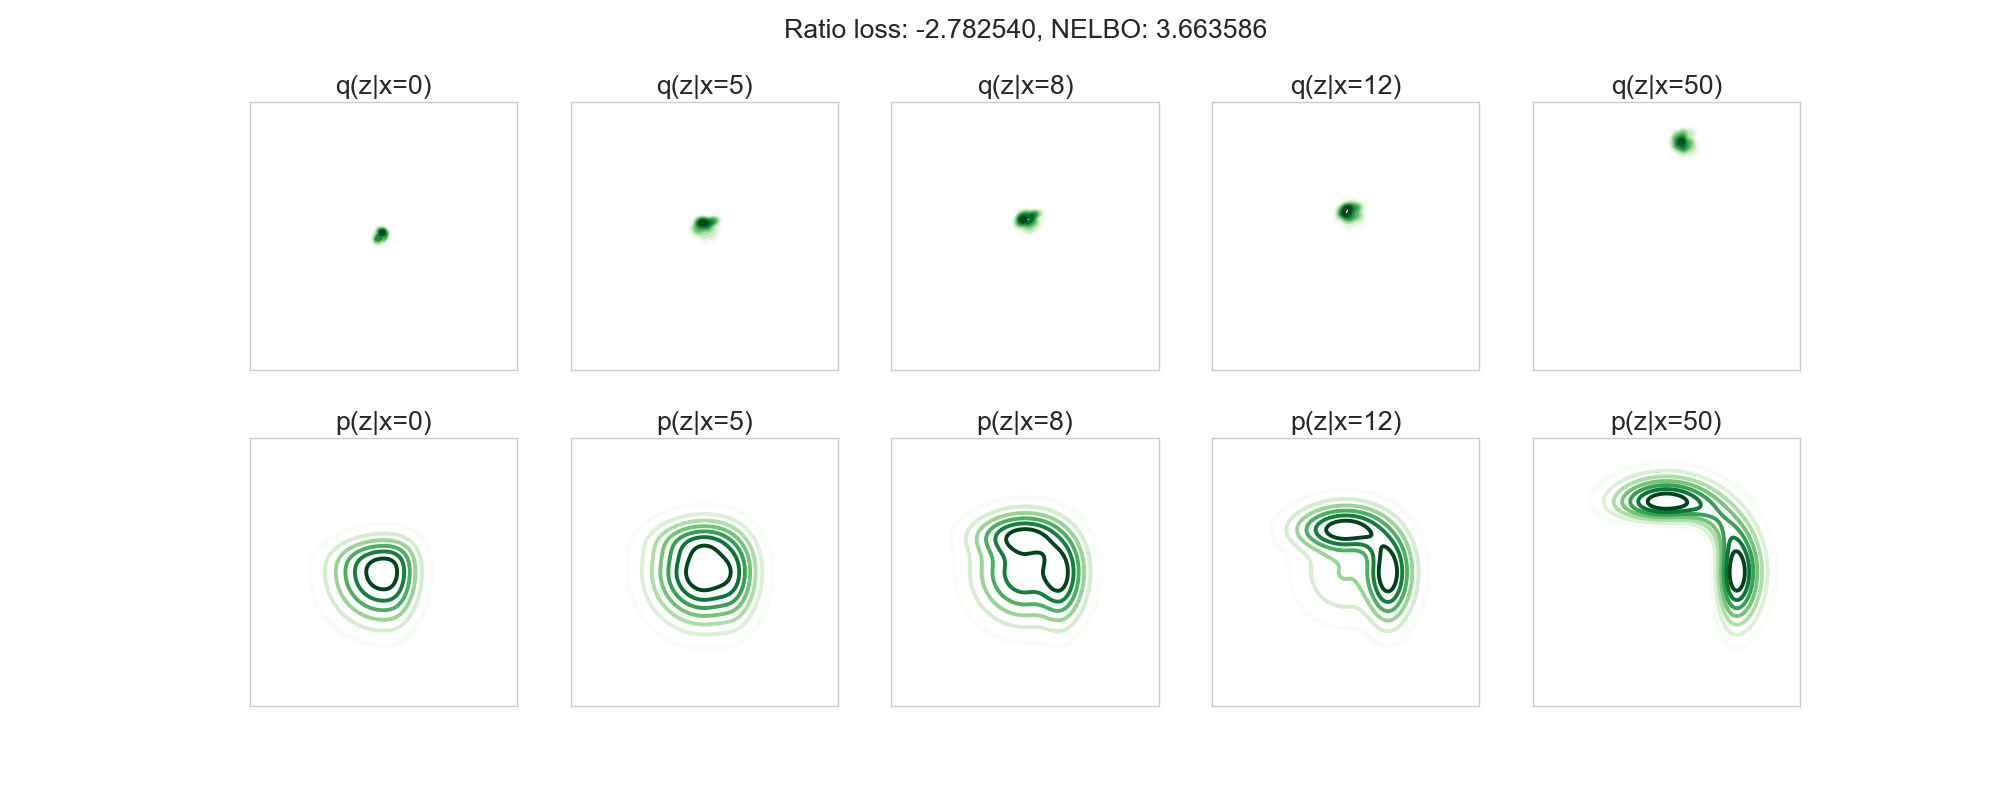 Ratio loss: -2.782540, NELBO: 3.663586
q(z|x=0) q(z|x=5) q(z|x=8) q(z|x=12) q(z|x=50)
p(z|x=0) p(z|x=5) p(z|x=8) p(z|x=12) p(z|x=50)